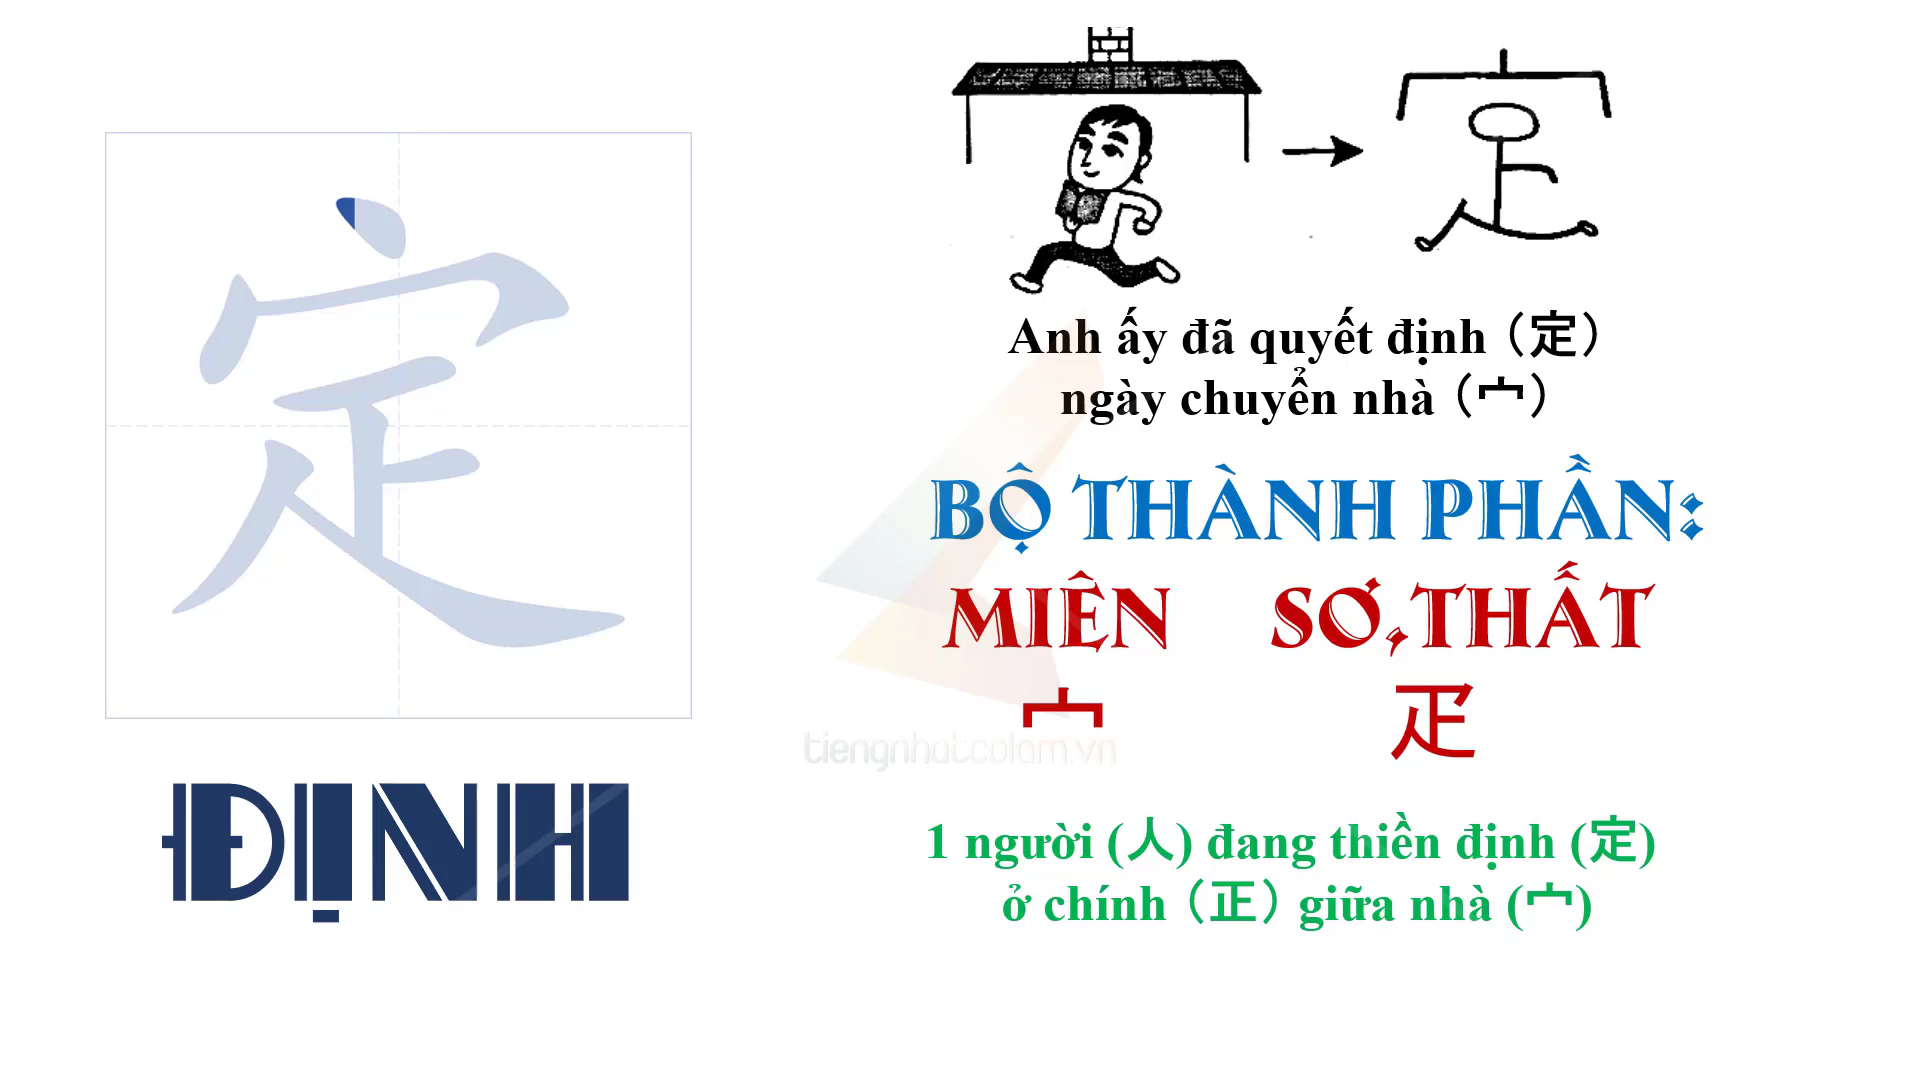 定
ĐỊNH
Anh ấy đã quyết định（定）
ngày chuyển nhà（宀）
BỘ THÀNH PHẦN:
MIÊN SƠ,THẤT
宀 疋
tiengnhatcolam.vn
1 người (人) đang thiền định (定)
ở chính（正）giữa nhà (宀)